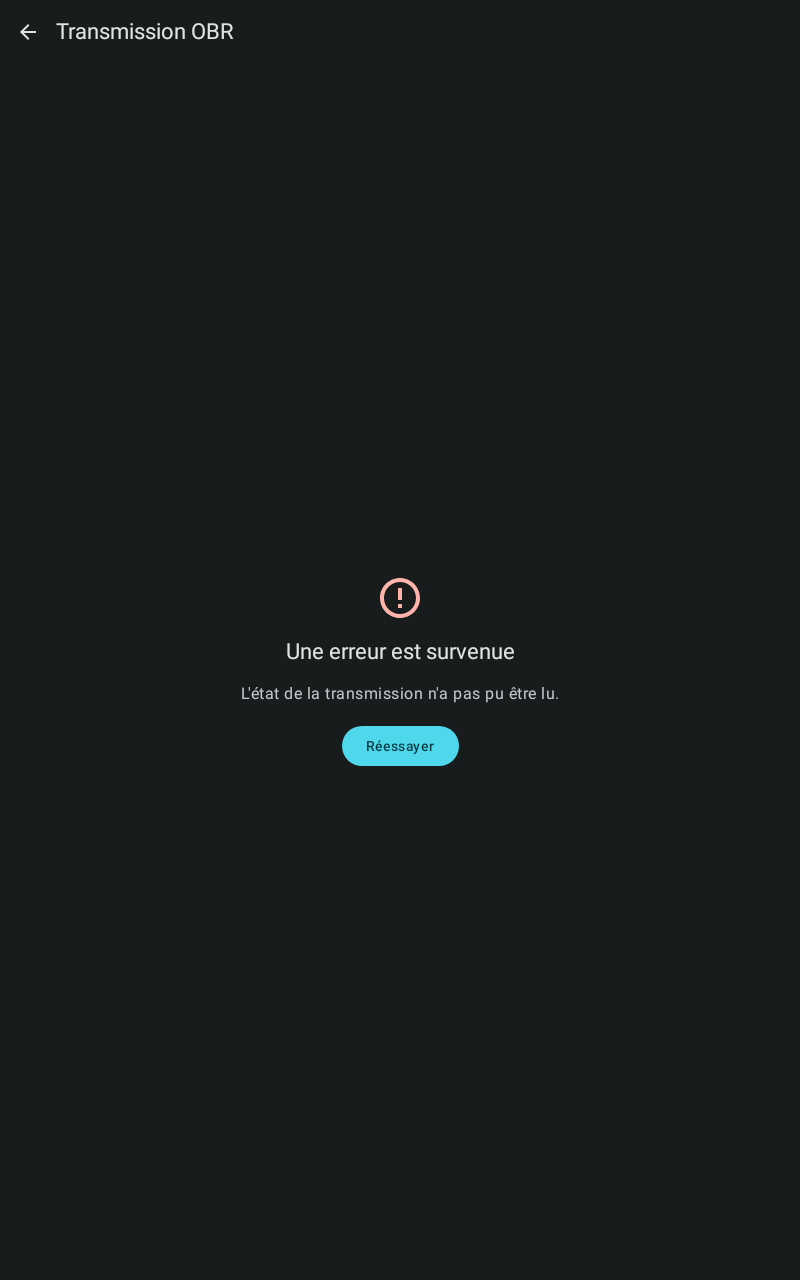 Transmission OBR
Une erreur est survenue
L'état de la transmission n'a pas pu être lu.
Réessayer